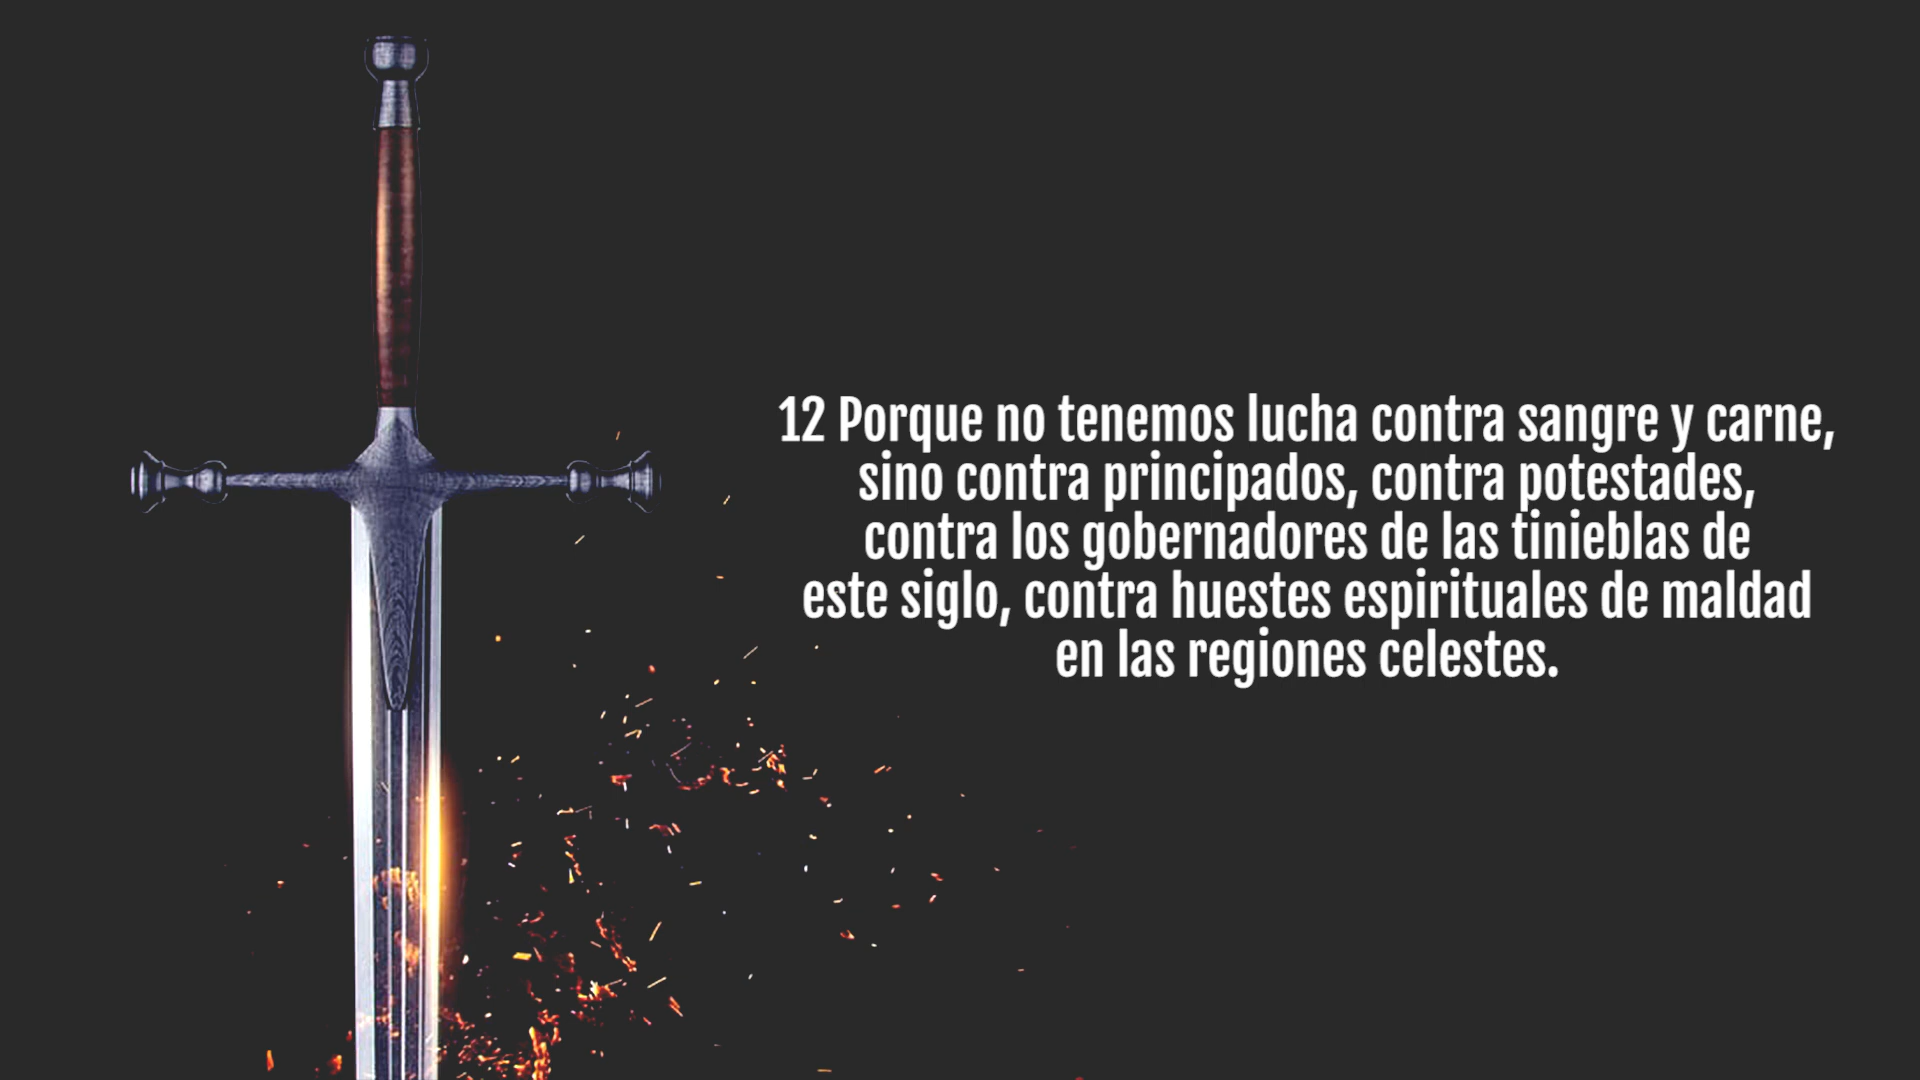 12 Porque no tenemos lucha contra sangre y carne,
sino contra principados, contra potestades,
contra los gobernadores de las tinieblas de
este siglo, contra huestes espirituales de maldad
en las regiones celestes.